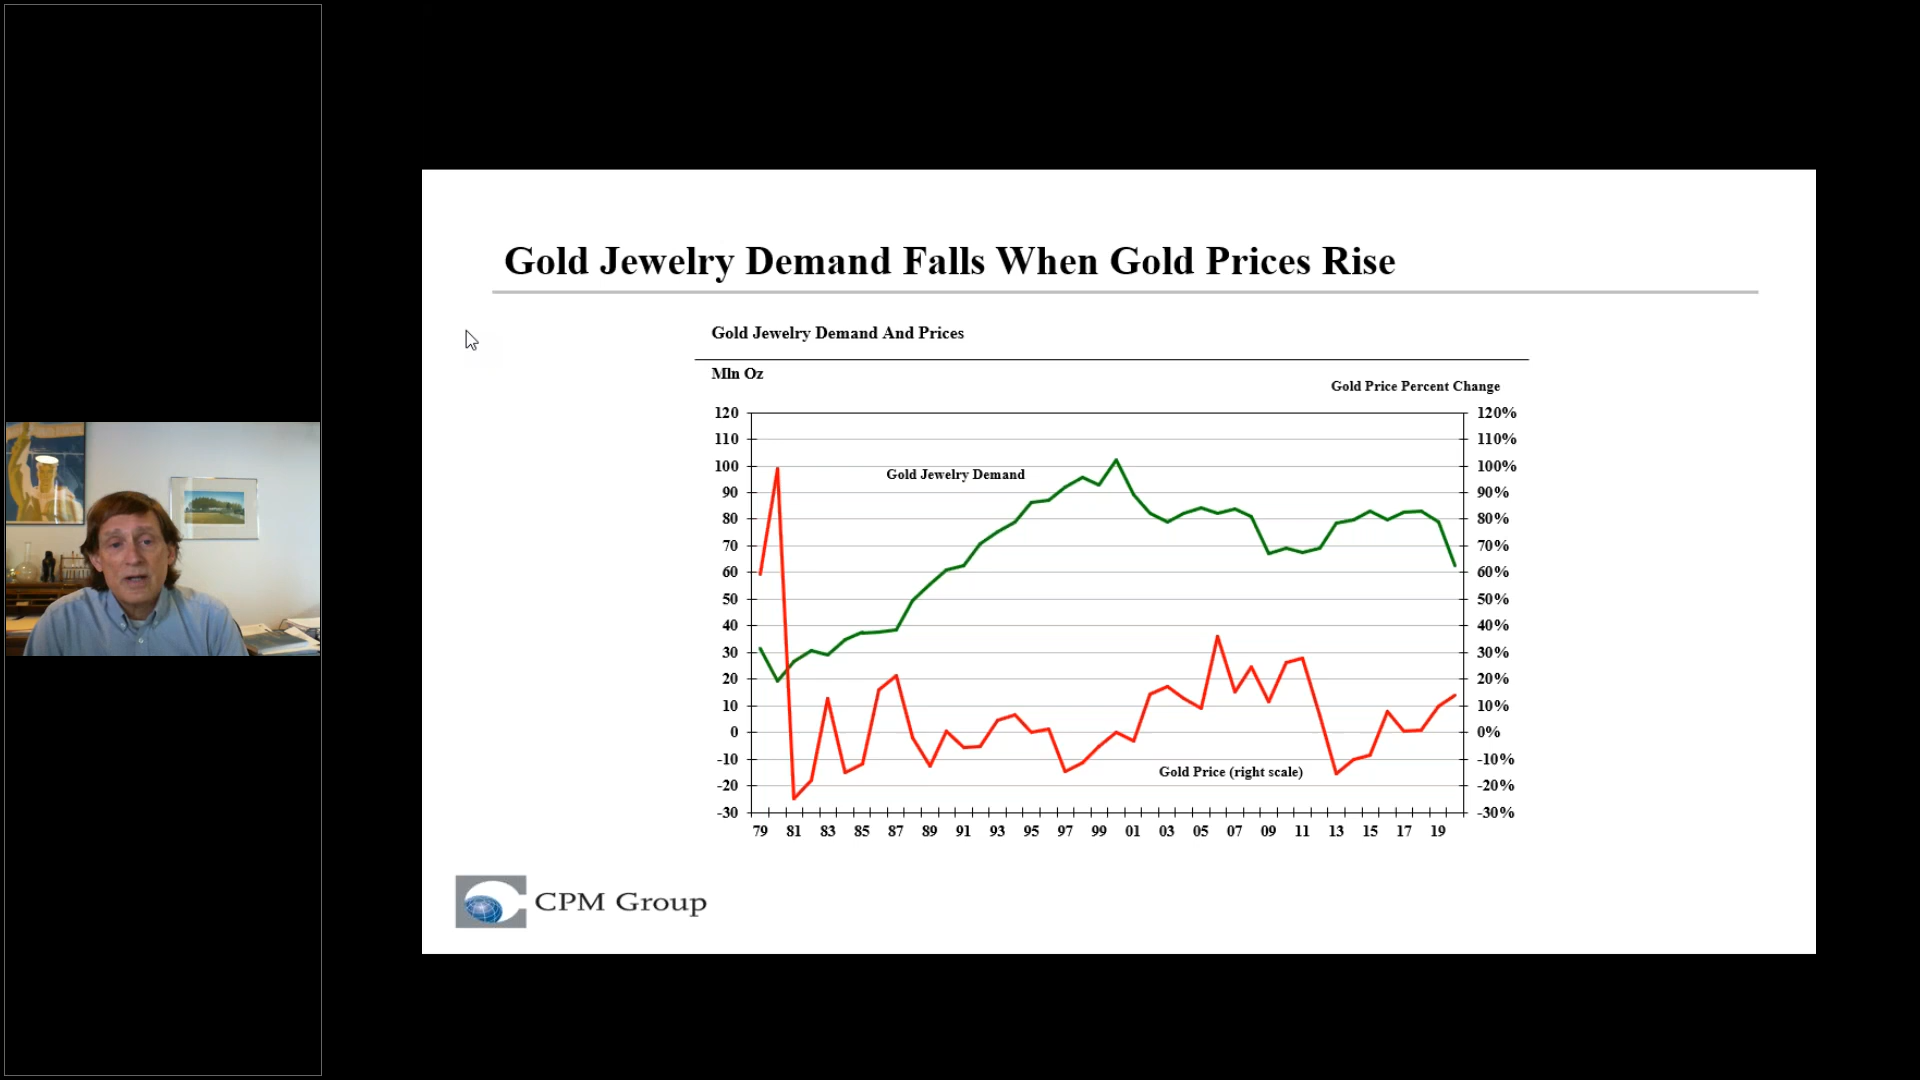 Gold Jewelry Demand Falls When Gold Prices Rise
Gold Jewelry Demand And Prices
Mln Oz
Gold Price Percent Change
120 120%
110 110%
100 100%
Gold Jewelry Demand
90 90%
80 80%
70 70%
60 60%
50 50%
40 40%
30 30%
20 20%
10 10%
0 0%
-10 -10%
Gold Price (right scale)
-20 -20%
-30 -30%
79 81 83 85 87 89 91 93 95 97 99 01 03 05 07 09 11 13 15 17 19
CPM Group